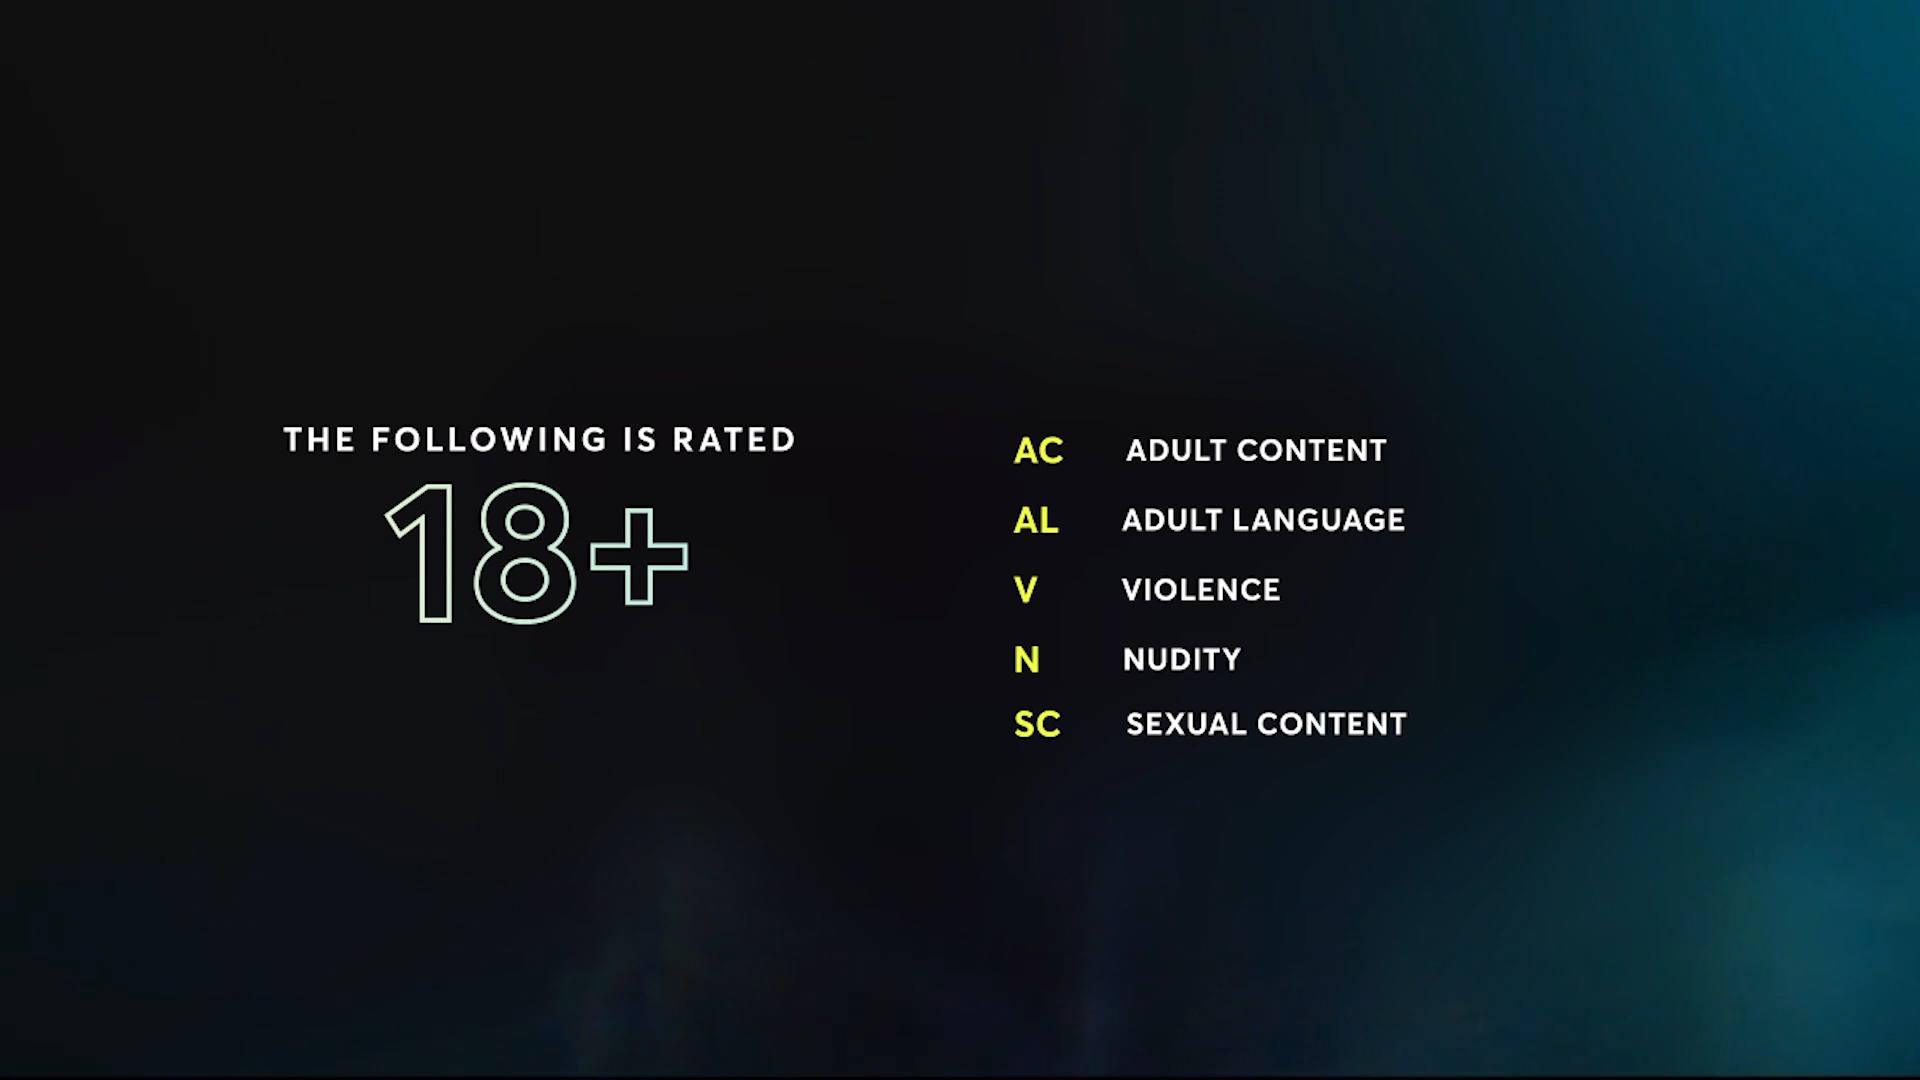 THE FOLLOWING IS RATED
18+
AC ADULT CONTENT
AL ADULT LANGUAGE
V VIOLENCE
N NUDITY
SC SEXUAL CONTENT